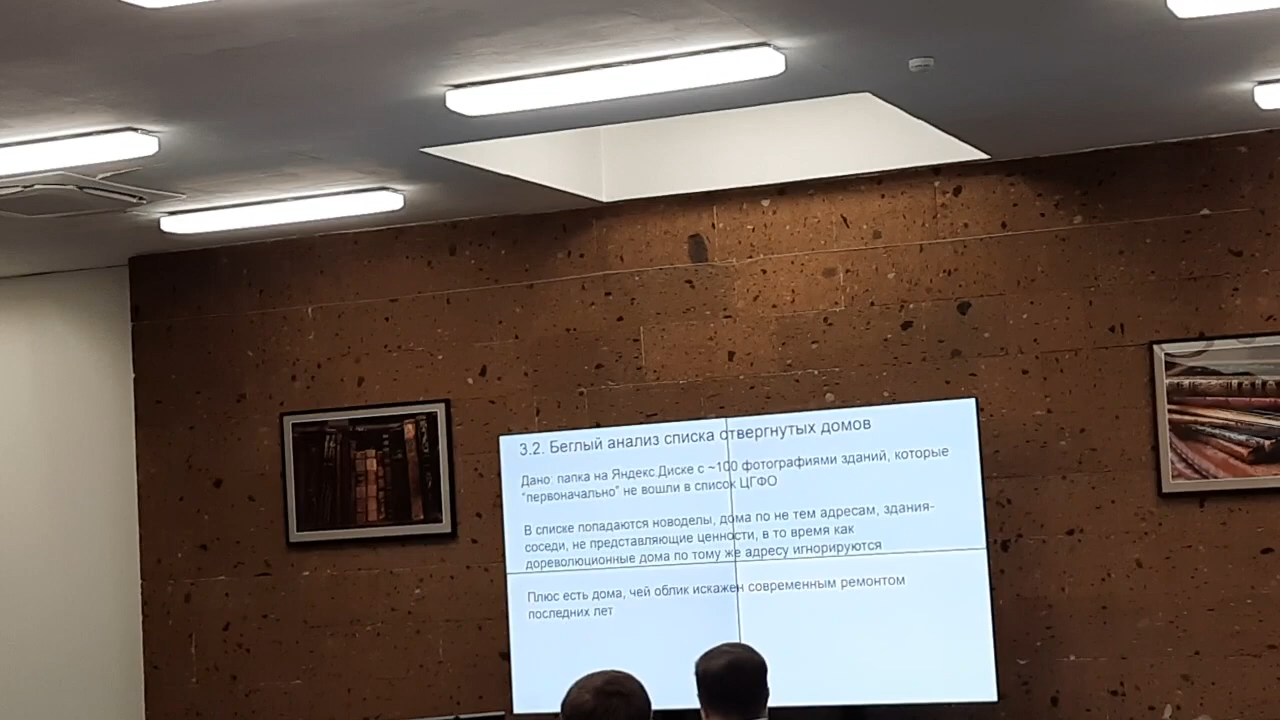 3.2. Беглый анализ списка отвергнутых домов
Дано: папка на Яндекс.Диске с ~100 фотографиями зданий, которые
"первоначально" не вошли в список ЦГФО
В списке попадаются новоделы, дома по не тем адресам, здания-
соседи, не представляющие ценности, в то время как
дореволюционные дома по тому же адресу игнорируются
Плюс есть дома, чей облик искажен современным ремонтом
последних лет